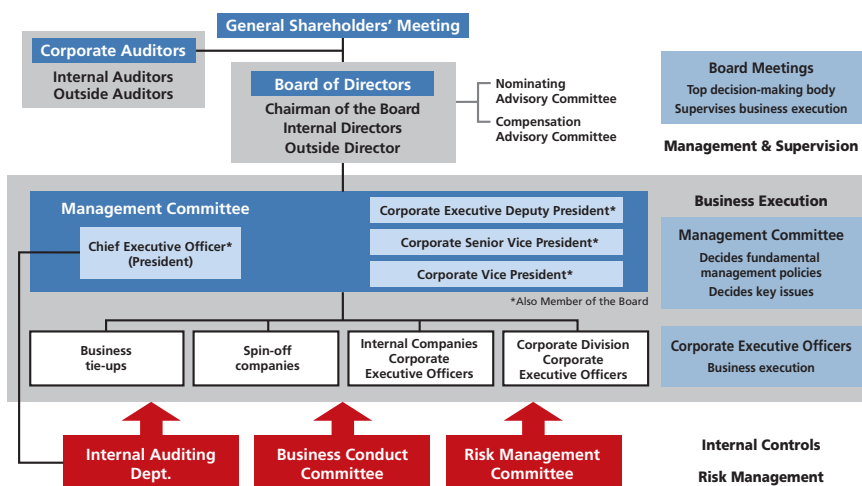 General Shareholders' Meeting
Corporate Auditors
Internal Auditors
Outside Auditors
Board of Directors
Chairman of the Board
Internal Directors
Outside Director
Nominating
Advisory Committee
Compensation
Advisory Committee
Board Meetings
Top decision-making body
Supervises business execution
Management & Supervision
Management Committee
Chief Executive Officer*
(President)
Corporate Executive Deputy President*
Corporate Senior Vice President*
Corporate Vice President*
*Also Member of the Board
Business Execution
Management Committee
Decides fundamental
management policies
Decides key issues
Business
tie-ups
Spin-off
companies
Internal Companies
Corporate
Executive Officers
Corporate Division
Corporate
Executive Officers
Corporate Executive Officers
Business execution
Internal Auditing
Dept.
Business Conduct
Committee
Risk Management
Committee
Internal Controls
Risk Management